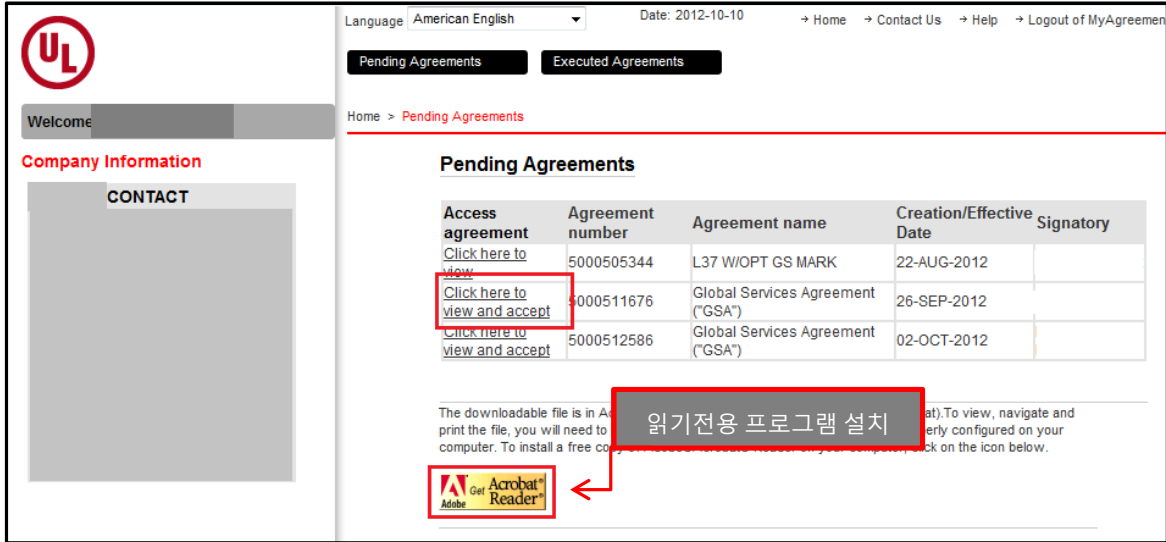 Language American English Date: 2012-10-10 → Home → Contact Us → Help → Logout of MyAgreemen
UL
Pending Agreements Executed Agreements
Welcome
Home > Pending Agreements
Company Information
CONTACT
Pending Agreements
Access agreement Agreement number Agreement name Creation/Effective Date Signatory
Click here to view 5000505344 L37 W/OPT GS MARK 22-AUG-2012
Click here to view and accept 5000511676 Global Services Agreement ("GSA") 26-SEP-2012
Click here to view and accept 5000512586 Global Services Agreement ("GSA") 02-OCT-2012
The downloadable file is in at).To view, navigate and
print the file, you will need to erly configured on your
computer. To install a free on your computer, click on the icon below.
읽기전용 프로그램 설치
Adobe Get Acrobat® Reader®